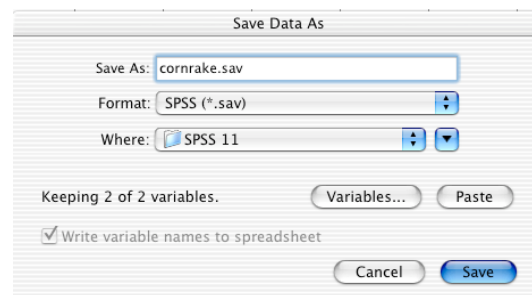 Save Data As
Save As: cornrake.sav
Format: SPSS (*.sav)
Where: SPSS 11
Keeping 2 of 2 variables. Variables... Paste
Write variable names to spreadsheet
Cancel Save